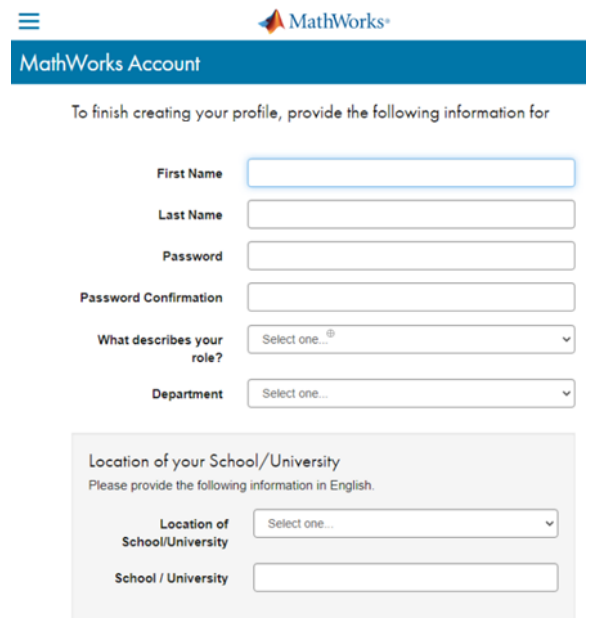 MathWorks®
MathWorks Account
To finish creating your profile, provide the following information for
First Name
Last Name
Password
Password Confirmation
What describes your
role?
Select one...
Department
Select one...
Location of your School/University
Please provide the following information in English.
Location of
School/University
Select one...
School / University